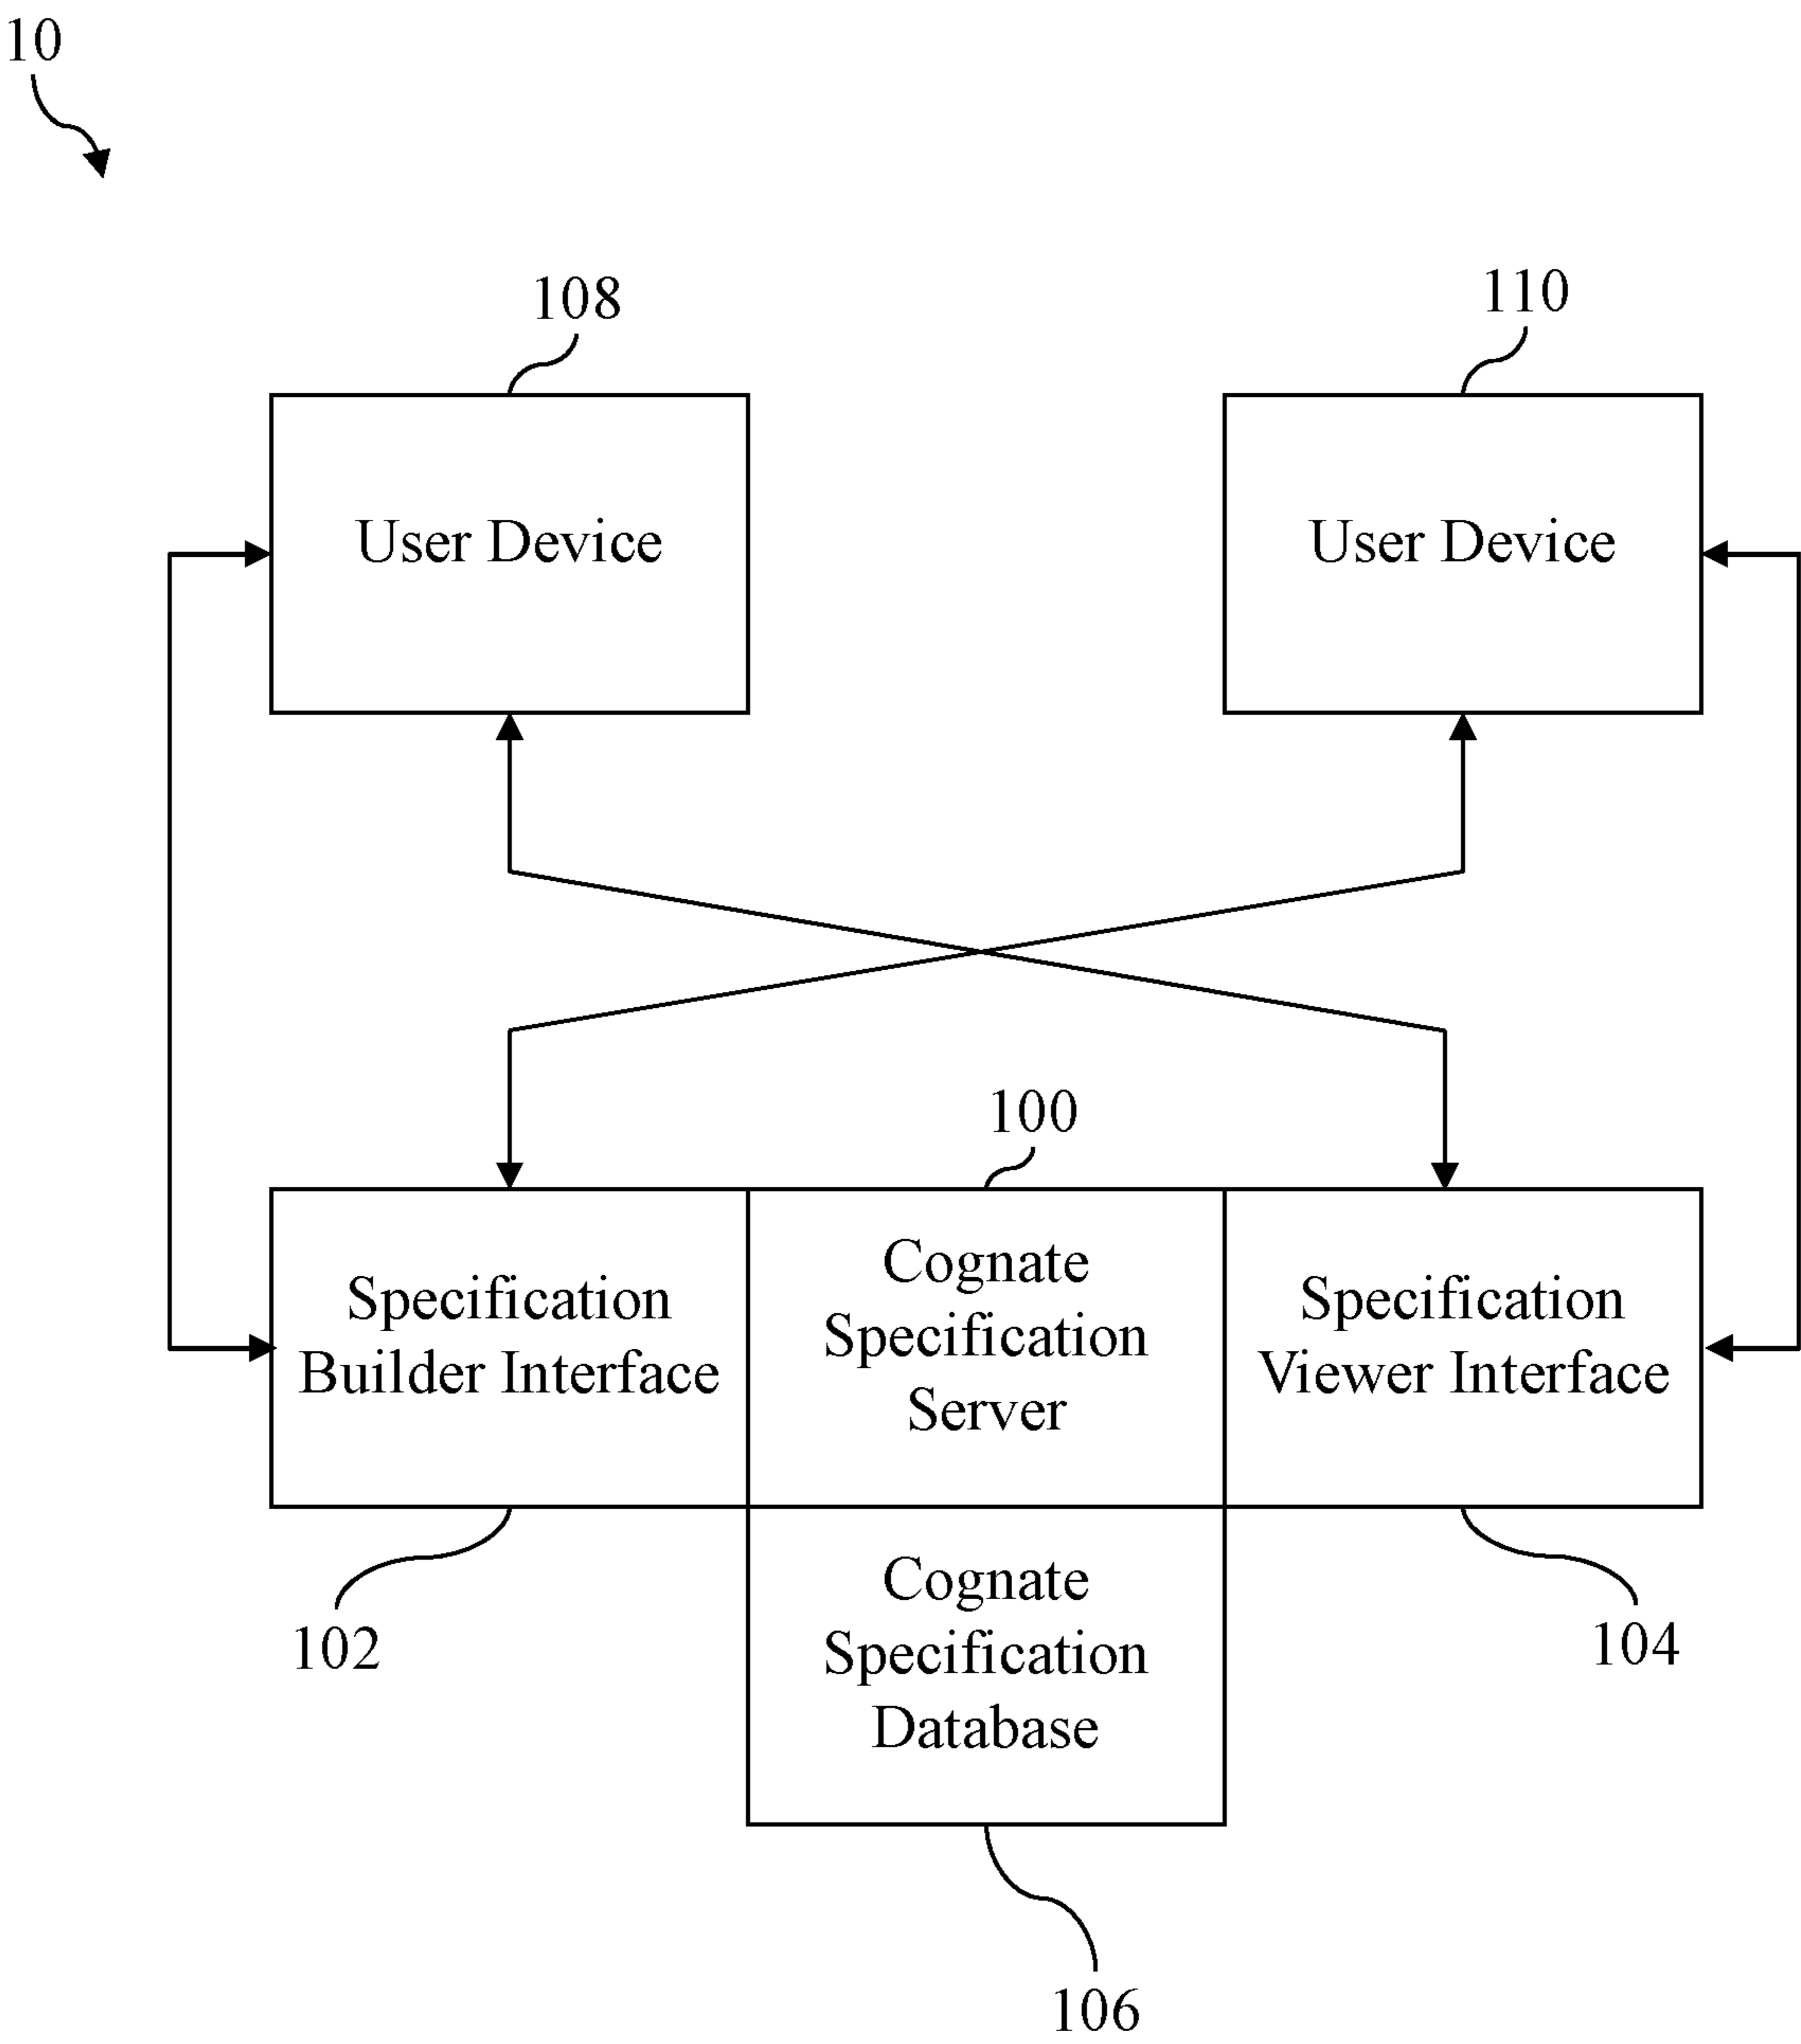 10
108
110
User Device
User Device
100
Specification
Builder Interface
Cognate
Specification
Server
Specification
Viewer Interface
102
Cognate
Specification
Database
104
106